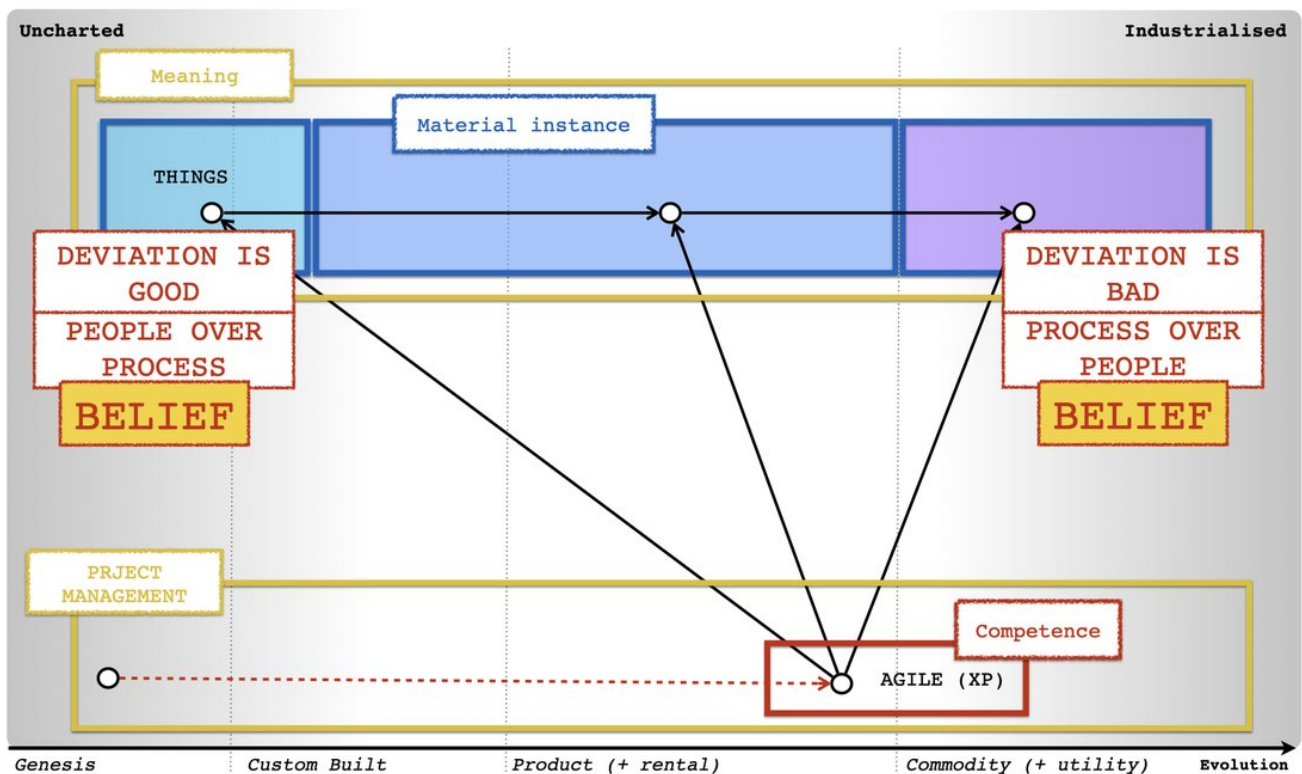 Uncharted
Industrialised
Meaning
Material instance
THINGS
DEVIATION IS
GOOD
PEOPLE OVER
PROCESS
BELIEF
DEVIATION IS
BAD
PROCESS OVER
PEOPLE
BELIEF
PRJECT
MANAGEMENT
Competence
AGILE (XP)
Genesis
Custom Built
Product (+ rental)
Commodity (+ utility)
Evolution